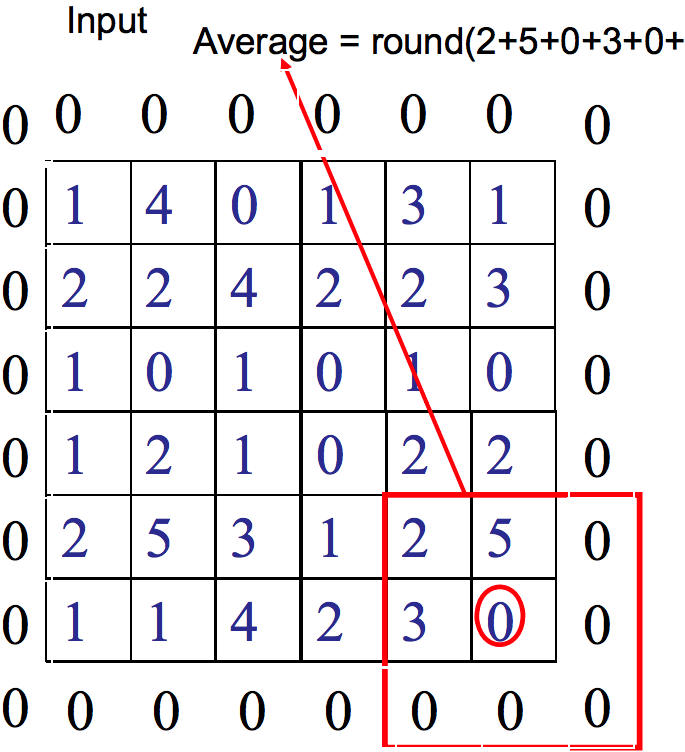 Input
Average = round(2+5+0+3+0+
0 0 0 0 0 0 0 0
0 1 4 0 1 3 1 0
0 2 2 4 2 2 3 0
0 1 0 1 0 1 0 0
0 1 2 1 0 2 2 0
0 2 5 3 1 2 5 0
0 1 1 4 2 3 0 0
0 0 0 0 0 0 0 0